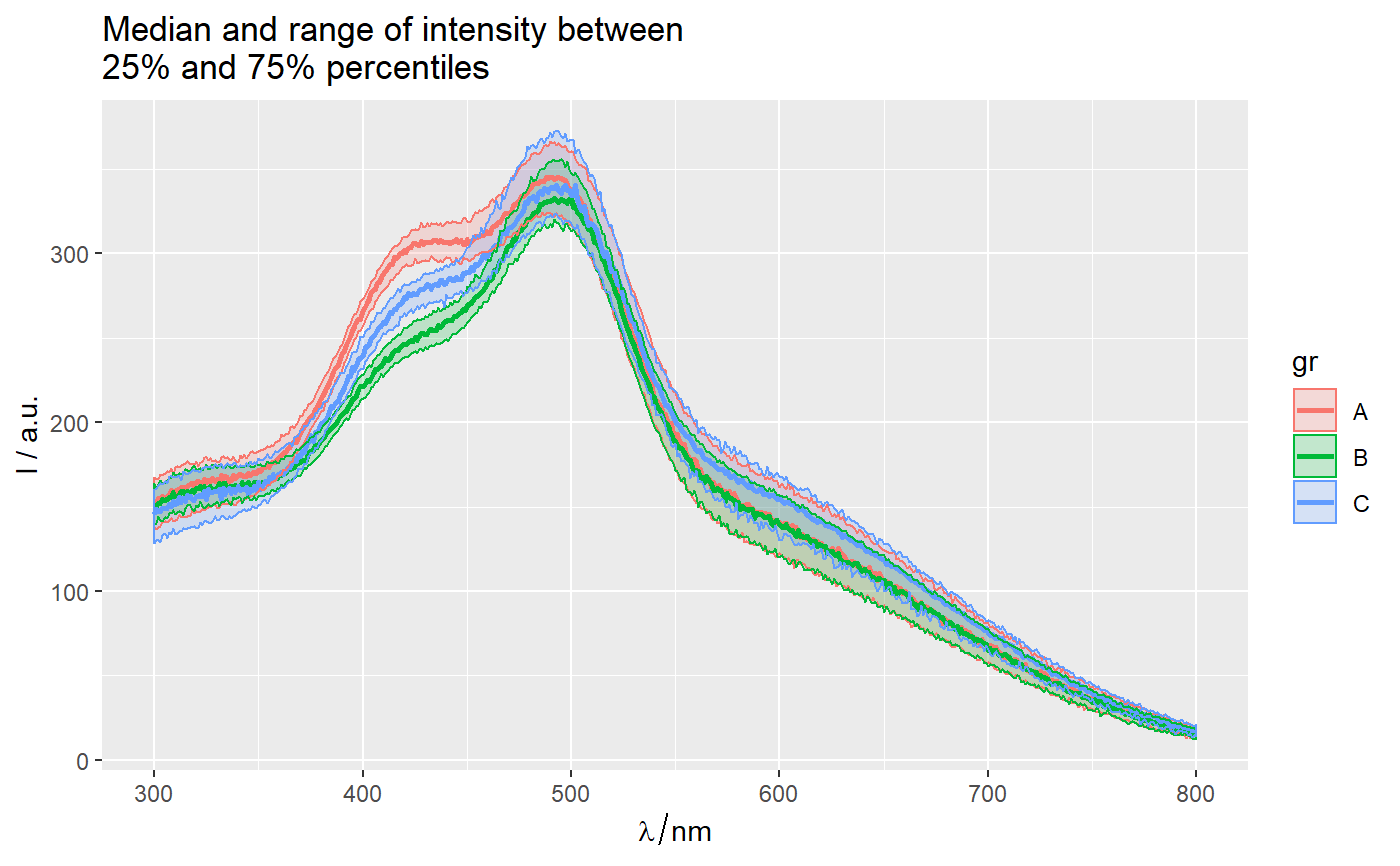 Median and range of intensity between
25% and 75% percentiles
I / a.u.
300
200
100
0
300 400 500 600 700 800
λ/nm
gr
A
B
C